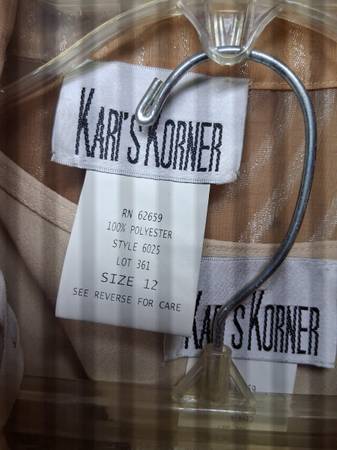 KARI'S KORNER
RN 62659
100% POLYESTER
STYLE 6025
LOT 361
SIZE 12
SEE REVERSE FOR CARE
KARI'S KORNER